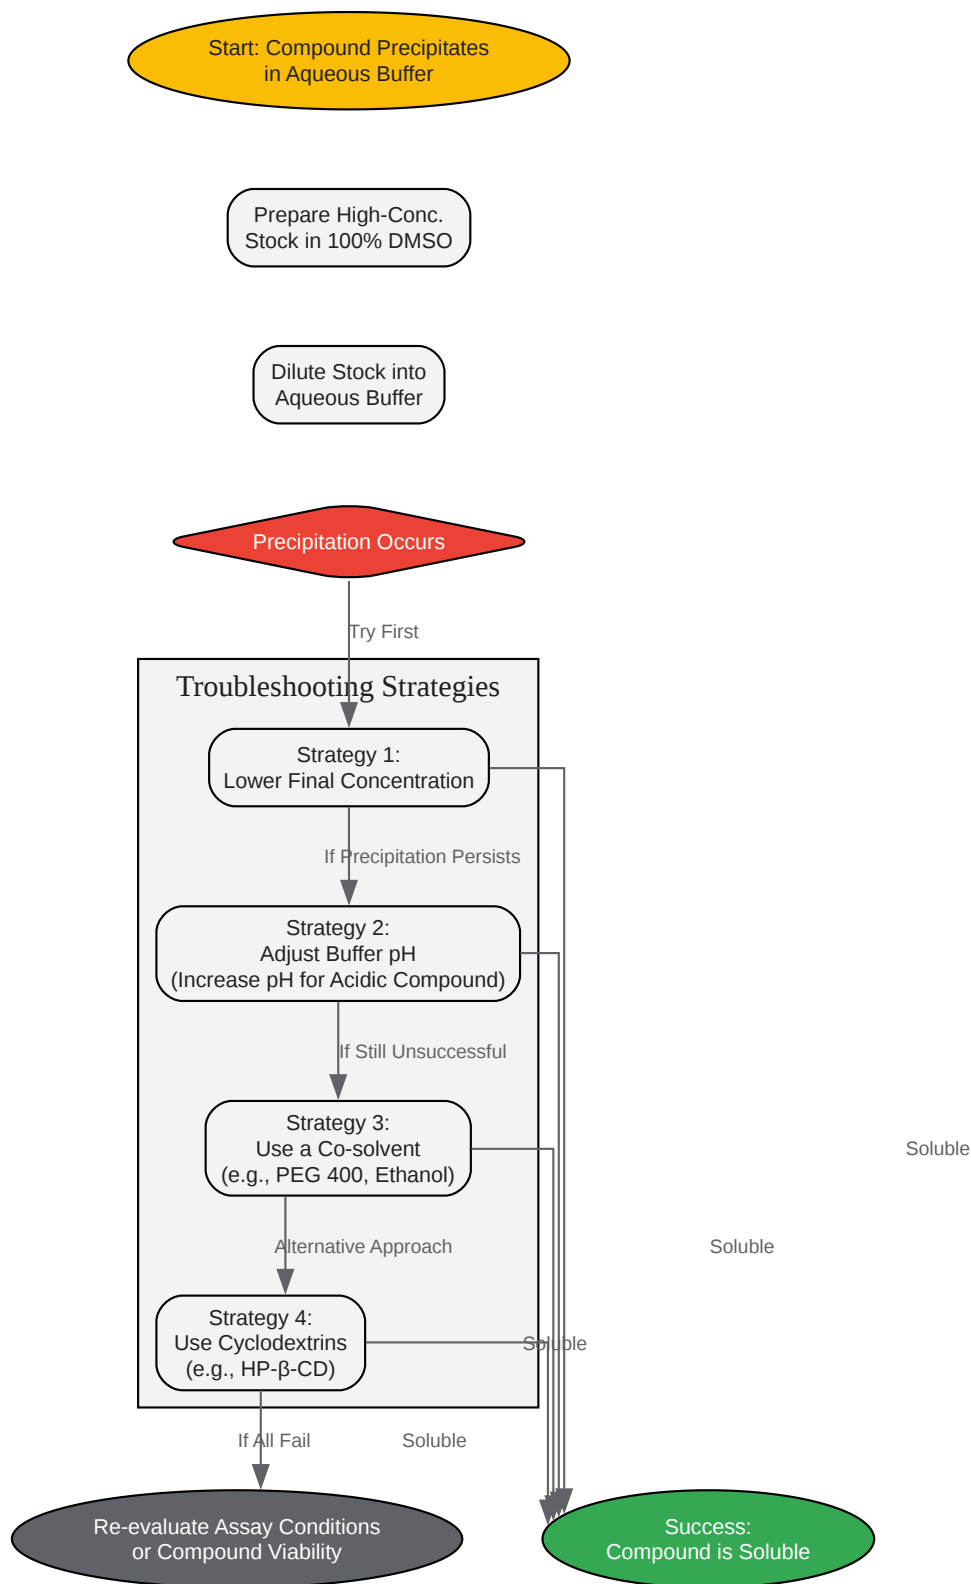 Start: Compound Precipitates
in Aqueous Buffer
Prepare High-Conc.
Stock in 100% DMSO
Dilute Stock into
Aqueous Buffer
Precipitation Occurs
Try First
Troubleshooting Strategies
Strategy 1:
Lower Final Concentration
If Precipitation Persists
Strategy 2:
Adjust Buffer pH
(Increase pH for Acidic Compound)
If Still Unsuccessful
Strategy 3:
Use a Co-solvent
(e.g., PEG 400, Ethanol)
Soluble
Alternative Approach
Soluble
Strategy 4:
Use Cyclodextrins
(e.g., HP-β-CD)
Soluble
If All Fail
Soluble
Re-evaluate Assay Conditions
or Compound Viability
Success:
Compound is Soluble